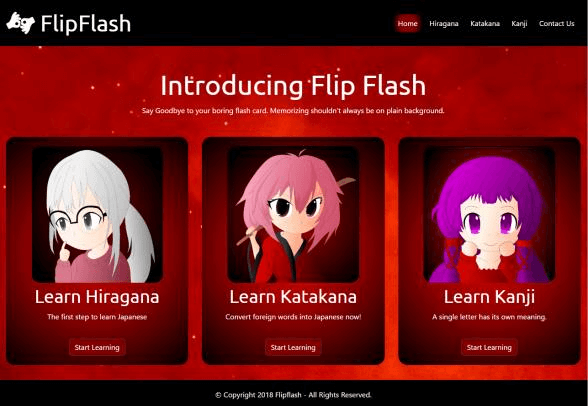 FlipFlash
Home Hiragana Katakana Kanji Contact Us
Introducing Flip Flash
Say Goodbye to your boring flash card. Memorizing shouldn't always be on plain background.
Learn Hiragana
The first step to learn Japanese
Start Learning
Learn Katakana
Convert foreign words into Japanese now!
Start Learning
Learn Kanji
A single letter has its own meaning.
Start Learning
© Copyright 2018 Flipflash - All Rights Reserved.